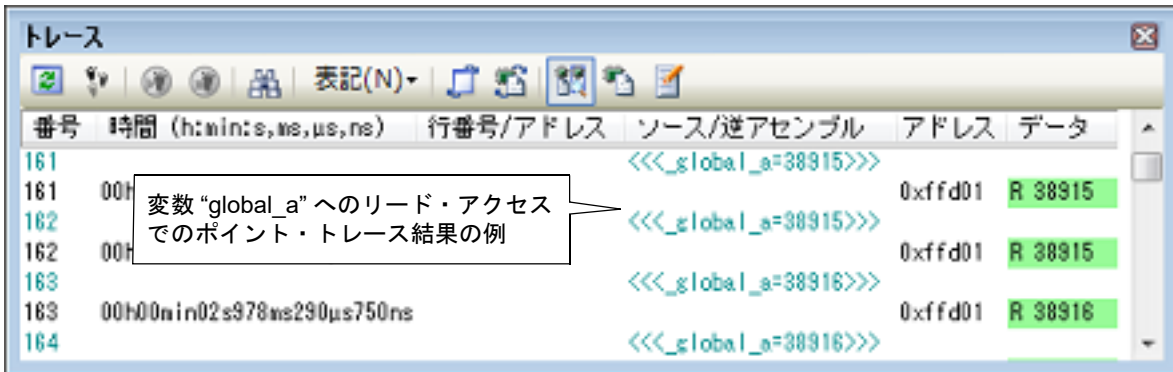 トレース
表記(N)
番号 時間 (h:min:s,ms,μs,ns) 行番号/アドレス ソース/逆アセンブル アドレス データ
161 <<<_global_a=38915>>>
161 00h 0xffd01 R 38915
変数 “global_a” へのリード・アクセス
でのポイント・トレース結果の例
162 <<<_global_a=38915>>>
162 00h 0xffd01 R 38915
163 <<<_global_a=38916>>>
163 00h00min02s978ms290μs750ns 0xffd01 R 38916
164 <<<_global_a=38916>>>